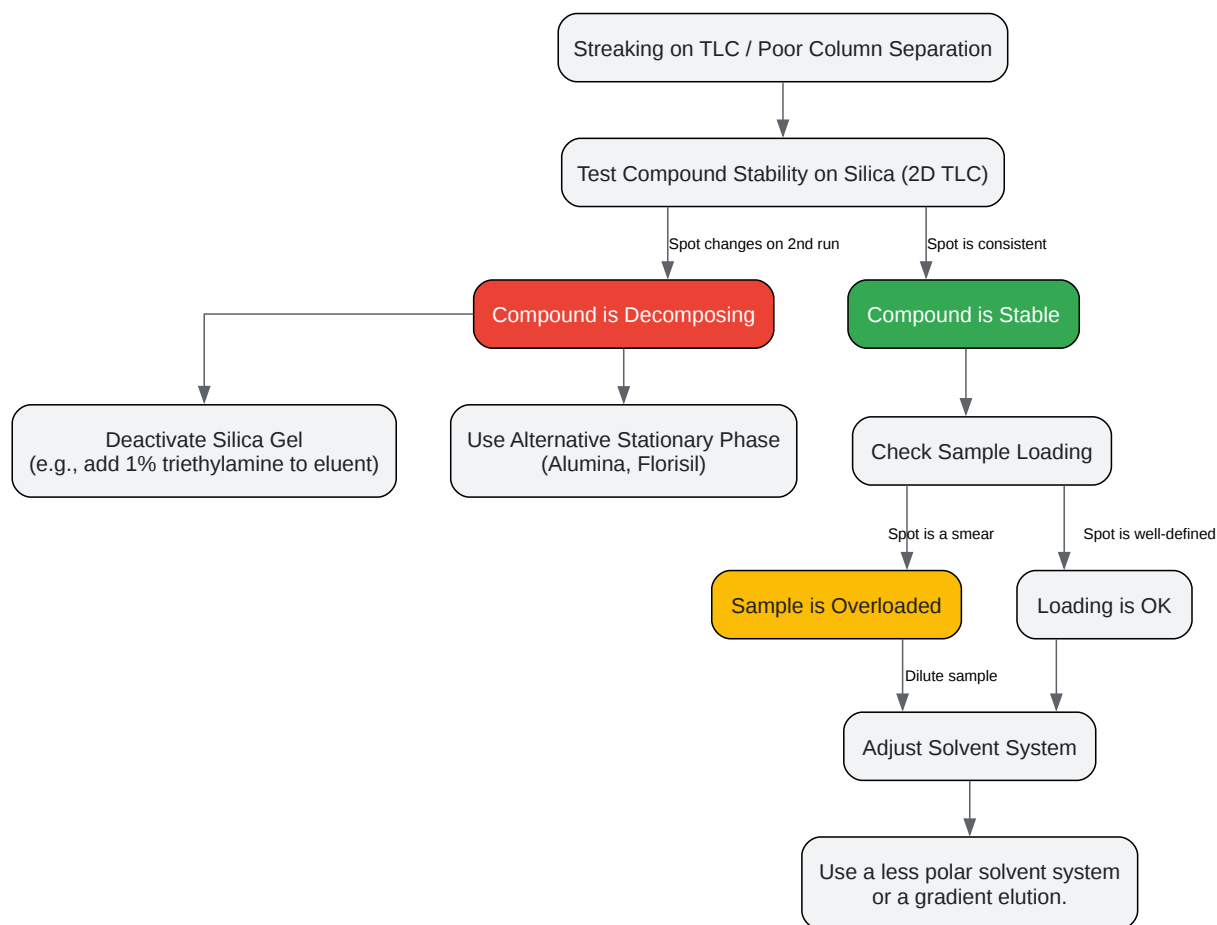 Streaking on TLC / Poor Column Separation
Test Compound Stability on Silica (2D TLC)
Spot changes on 2nd run
Spot is consistent
Compound is Decomposing
Compound is Stable
Deactivate Silica Gel
(e.g., add 1% triethylamine to eluent)
Use Alternative Stationary Phase
(Alumina, Florisil)
Check Sample Loading
Spot is a smear
Spot is well-defined
Sample is Overloaded
Loading is OK
Dilute sample
Adjust Solvent System
Use a less polar solvent system
or a gradient elution.